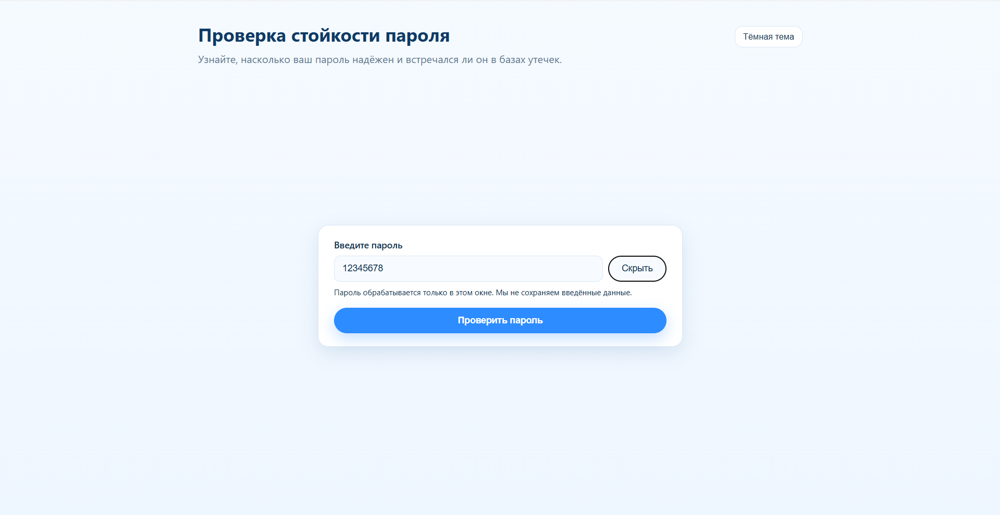 Проверка стойкости пароля
Тёмная тема
Узнайте, насколько ваш пароль надёжен и встречался ли он в базах утечек.
Введите пароль
12345678
Скрыть
Пароль обрабатывается только в этом окне. Мы не сохраняем введённые данные.
Проверить пароль